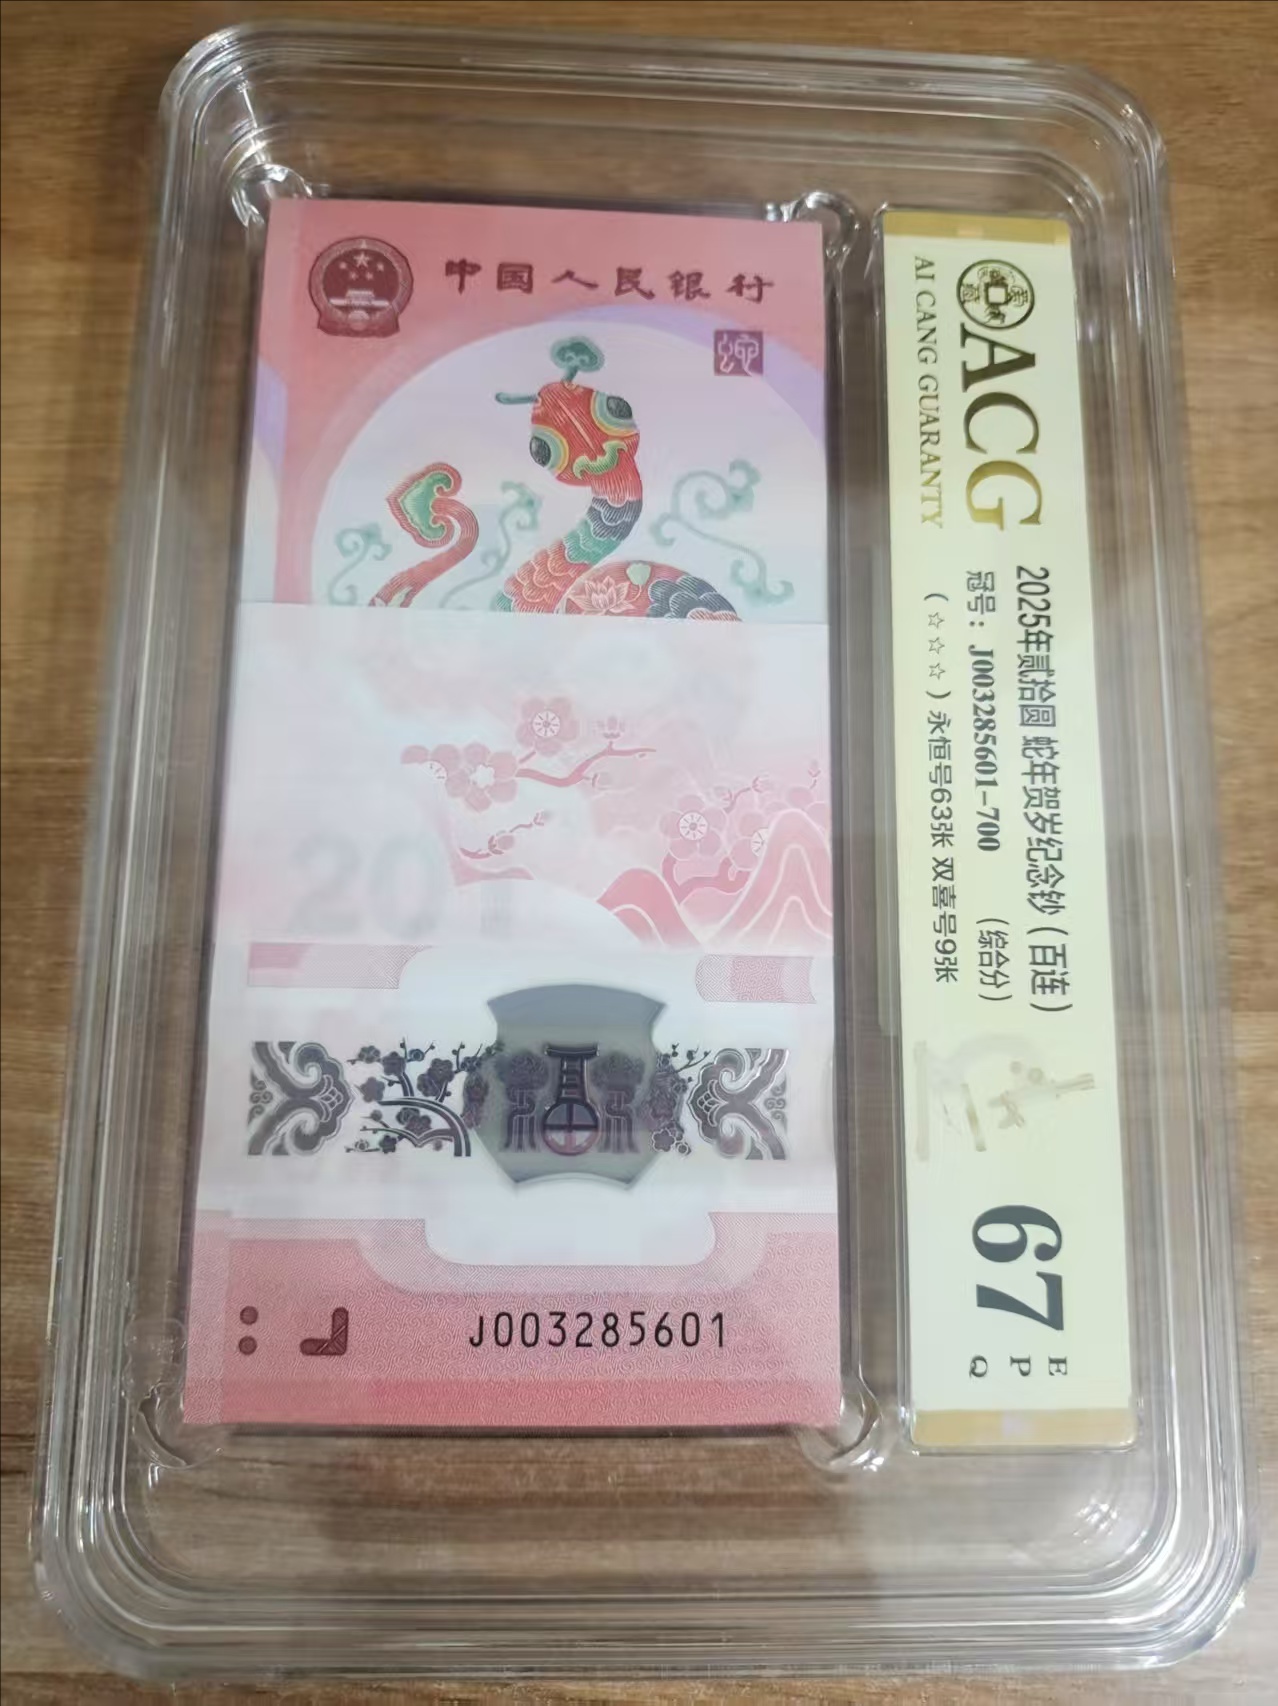 中国人民银行
蛇
20
J003285601
ACG
AI CANG GUARANTY
2025年贰拾圆 蛇年贺岁纪念钞（百连）
冠号：J003285601-700 （综合分）
（☆☆☆）永恒号63张 双喜号9张
67
E
P
Q